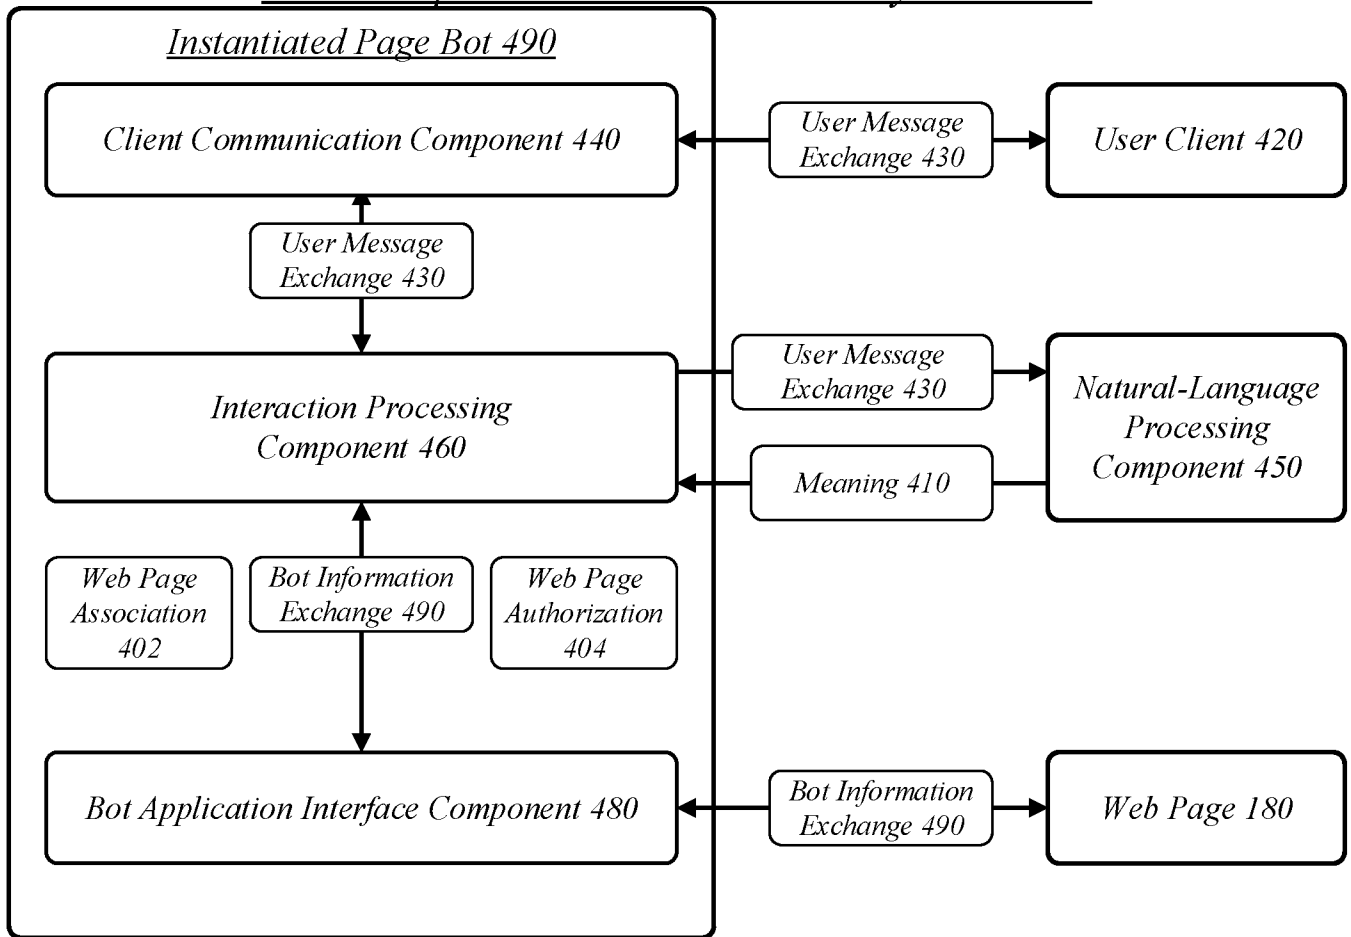 Instantiated Page Bot 490
Client Communication Component 440
User Message
Exchange 430
User Client 420
User Message
Exchange 430
Interaction Processing
Component 460
User Message
Exchange 430
Natural-Language
Processing
Component 450
Meaning 410
Web Page
Association
402
Bot Information
Exchange 490
Web Page
Authorization
404
Bot Application Interface Component 480
Bot Information
Exchange 490
Web Page 180